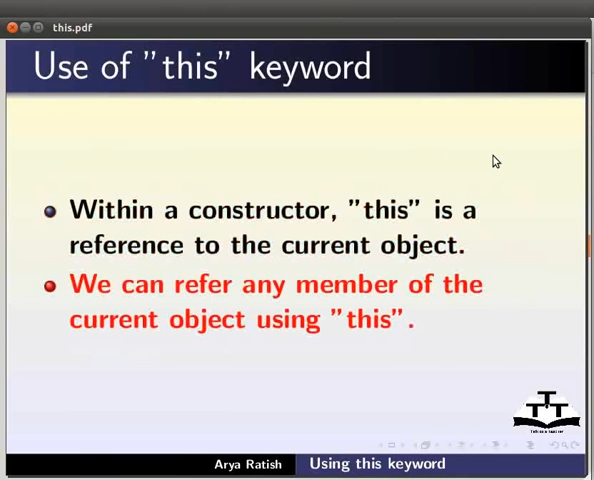 this.pdf
Use of "this" keyword
Within a constructor, "this" is a
reference to the current object.
We can refer any member of the
current object using "this".
Arya Ratish
Using this keyword